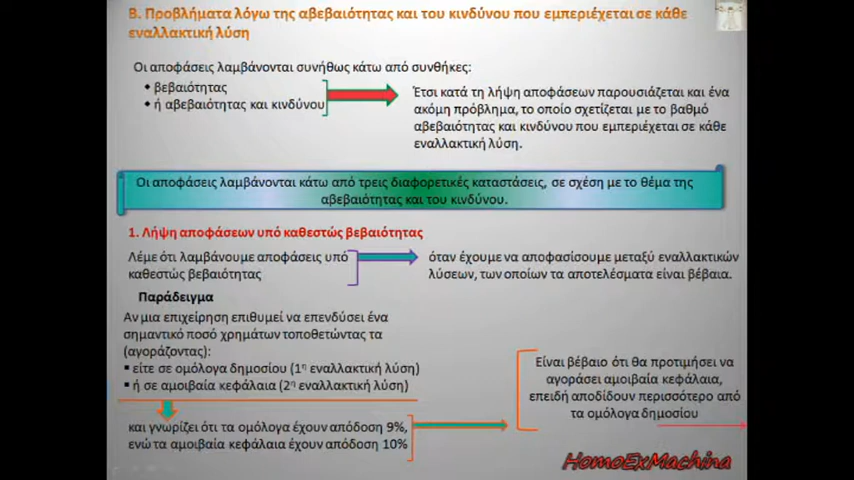 Β. Προβλήματα λόγω της αβεβαιότητας και του κινδύνου που εμπεριέχεται σε κάθε
εναλλακτική λύση
Οι αποφάσεις λαμβάνονται συνήθως κάτω από συνθήκες:
βεβαιότητας
ή αβεβαιότητας και κινδύνου
Έτσι κατά τη λήψη αποφάσεων παρουσιάζεται και ένα
ακόμη πρόβλημα, το οποίο σχετίζεται με το βαθμό
αβεβαιότητας και κινδύνου που εμπεριέχεται σε κάθε
εναλλακτική λύση.
Οι αποφάσεις λαμβάνονται κάτω από τρεις διαφορετικές καταστάσεις, σε σχέση με το θέμα της
αβεβαιότητας και του κινδύνου.
1. Λήψη αποφάσεων υπό καθεστώς βεβαιότητας
Λέμε ότι λαμβάνουμε αποφάσεις υπό
καθεστώς βεβαιότητας
όταν έχουμε να αποφασίσουμε μεταξύ εναλλακτικών
λύσεων, των οποίων τα αποτελέσματα είναι βέβαια.
Παράδειγμα
Αν μια επιχείρηση επιθυμεί να επενδύσει ένα
σημαντικό ποσό χρημάτων τοποθετώντας τα
(αγοράζοντας):
είτε σε ομόλογα δημοσίου (1η εναλλακτική λύση)
ή σε αμοιβαία κεφάλαια (2η εναλλακτική λύση)
και γνωρίζει ότι τα ομόλογα έχουν απόδοση 9%,
ενώ τα αμοιβαία κεφάλαια έχουν απόδοση 10%
Είναι βέβαιο ότι θα προτιμήσει να
αγοράσει αμοιβαία κεφάλαια,
επειδή αποδίδουν περισσότερο από
τα ομόλογα δημοσίου
HomoExMachina